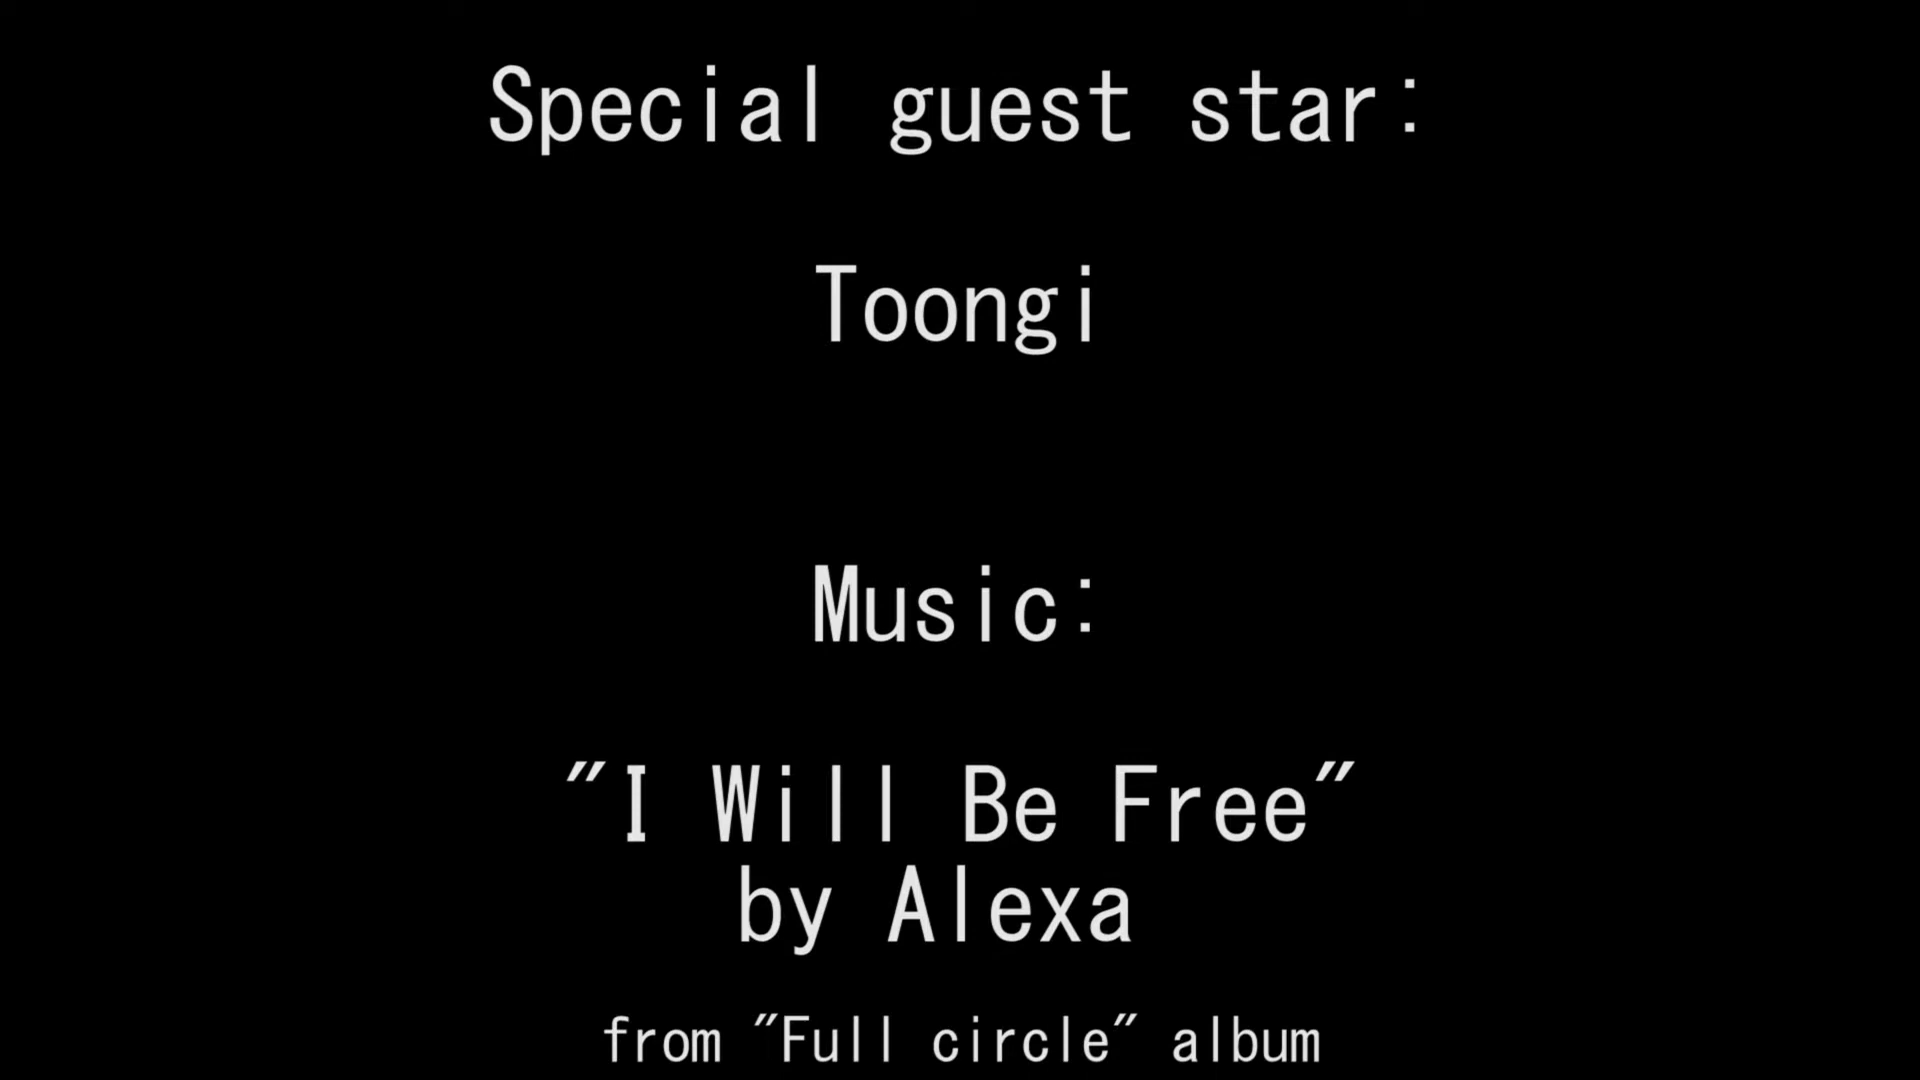 Special guest star:
Toongi
Music:
"I Will Be Free"
by Alexa
from "Full circle" album